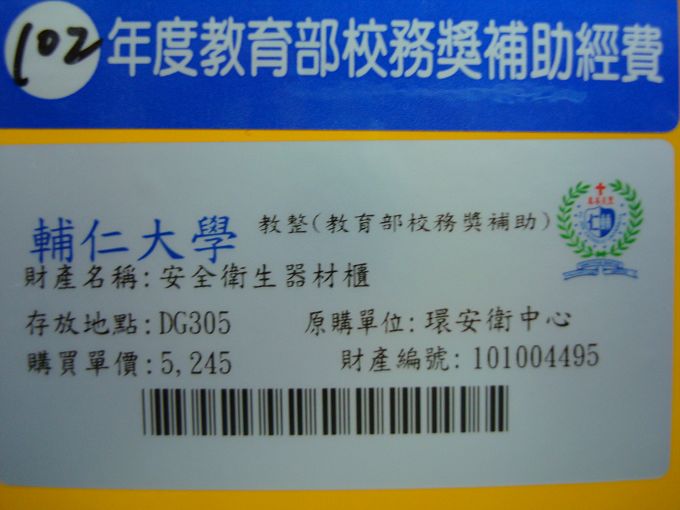 102年度教育部校務獎補助經費
輔仁大學 教整(教育部校務獎補助)
財產名稱:安全衛生器材櫃
存放地點:DG305 原購單位:環安衛中心
購買單價:5,245 財產編號:101004495